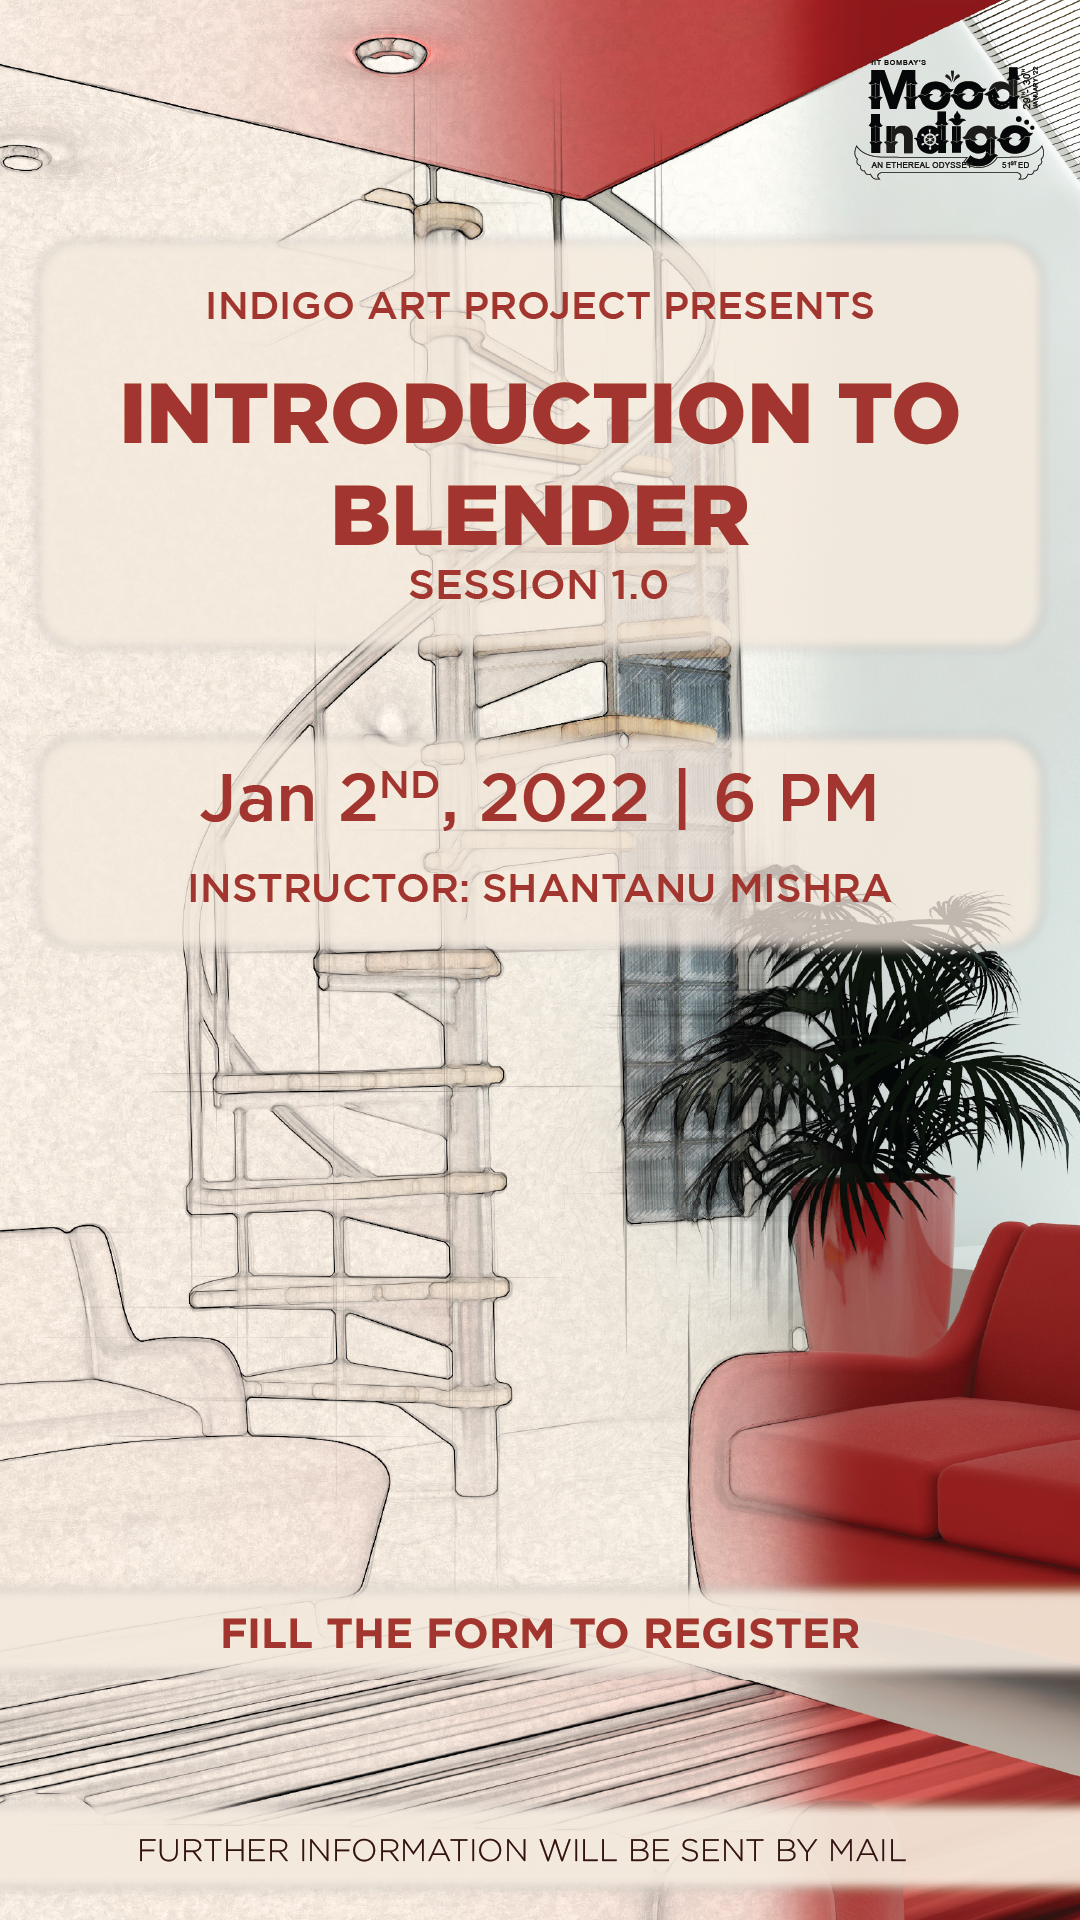 IIT BOMBAY'S
Mood
Indigo
AN ETHEREAL ODYSSEY 51ST ED
INDIGO ART PROJECT PRESENTS
INTRODUCTION TO
BLENDER
SESSION 1.0
Jan 2ND, 2022 | 6 PM
INSTRUCTOR: SHANTANU MISHRA
FILL THE FORM TO REGISTER
FURTHER INFORMATION WILL BE SENT BY MAIL